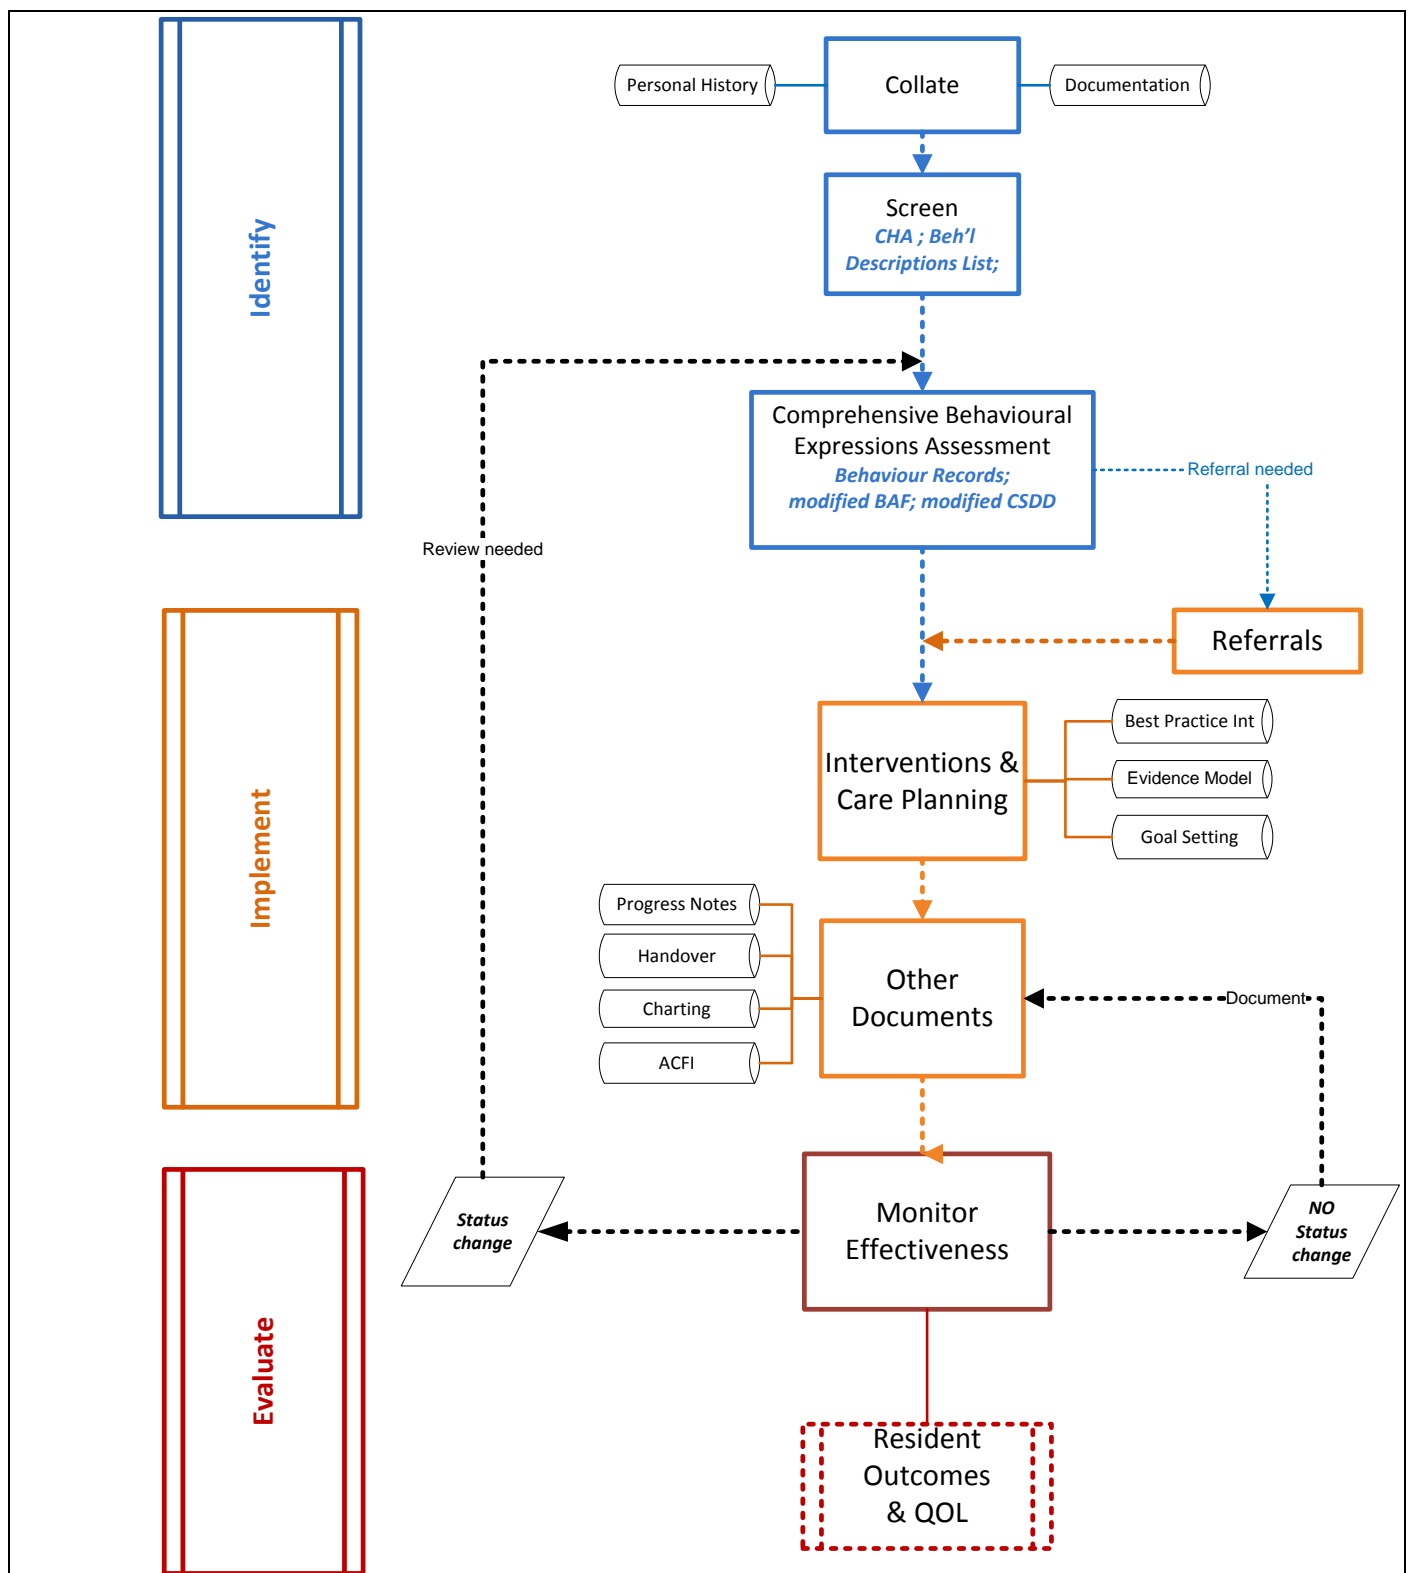 Personal History
Collate
Documentation
Screen
CHA ; Beh’l
Descriptions List;
Identify
Comprehensive Behavioural
Expressions Assessment
Behaviour Records;
modified BAF; modified CSDD
Referral needed
Review needed
Referrals
Interventions &
Care Planning
Best Practice Int
Evidence Model
Goal Setting
Implement
Progress Notes
Handover
Charting
ACFI
Other
Documents
Document
Status
change
Monitor
Effectiveness
NO
Status
change
Evaluate
Resident
Outcomes
& QOL